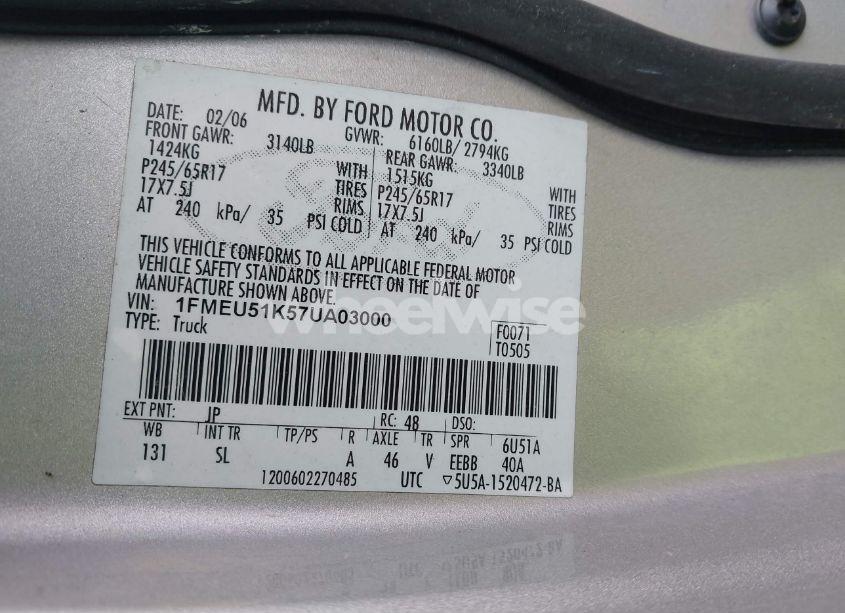 MFD. BY FORD MOTOR CO.
DATE: 02/06 GVWR: 6160LB/ 2794KG
FRONT GAWR: 3140LB REAR GAWR: 3340LB
1424KG WITH 1515KG WITH
P245/65R17 TIRES P245/65R17 TIRES
17X7.5J RIMS 17X7.5J RIMS
AT 240 kPa/ 35 PSI COLD AT 240 kPa/ 35 PSI COLD
THIS VEHICLE CONFORMS TO ALL APPLICABLE FEDERAL MOTOR
VEHICLE SAFETY STANDARDS IN EFFECT ON THE DATE OF
MANUFACTURE SHOWN ABOVE.
VIN: 1FMEU51K57UA03000
TYPE: Truck
F0071
T0505
wheelwise
EXT PNT: JP RC: 48 DSO:
WB INT TR TP/PS R AXLE TR SPR 6U51A
131 SL A 46 V EEBB 40A
1200602270485 UTC ▽5U5A-1520472-BA